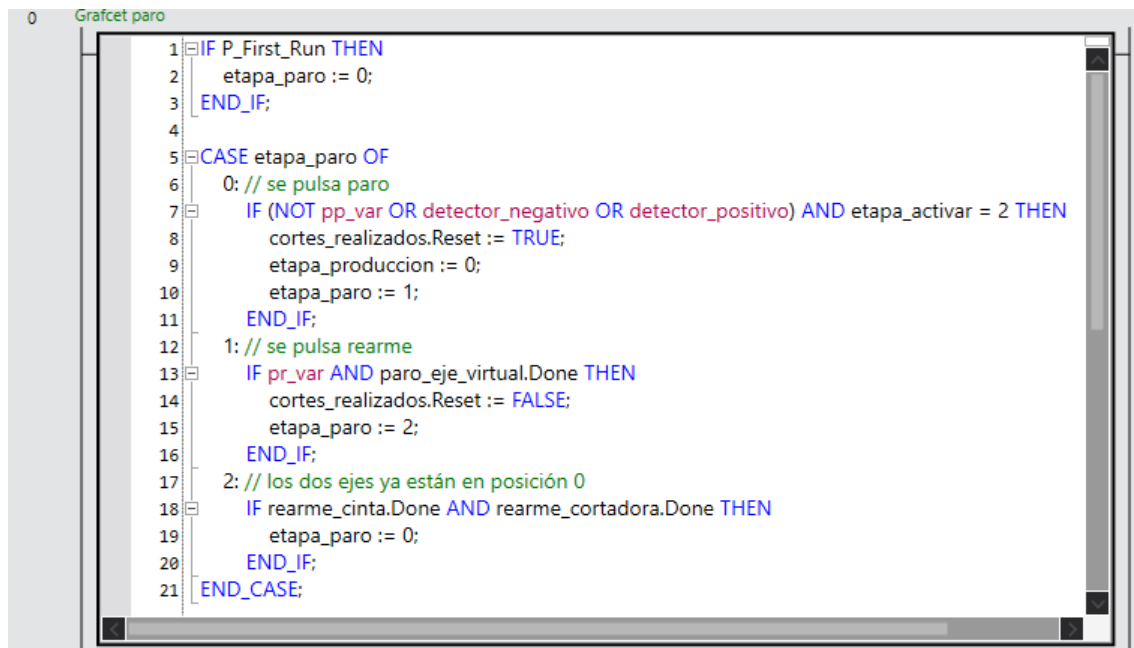 0 Grafcet paro
1 IF P_First_Run THEN
2 etapa_paro := 0;
3 END_IF;
4
5 CASE etapa_paro OF
6 0: // se pulsa paro
7 IF (NOT pp_var OR detector_negativo OR detector_positivo) AND etapa_activar = 2 THEN
8 cortes_realizados.Reset := TRUE;
9 etapa_produccion := 0;
10 etapa_paro := 1;
11 END_IF;
12 1: // se pulsa rearme
13 IF pr_var AND paro_eje_virtual.Done THEN
14 cortes_realizados.Reset := FALSE;
15 etapa_paro := 2;
16 END_IF;
17 2: // los dos ejes ya están en posición 0
18 IF rearme_cinta.Done AND rearme_cortadora.Done THEN
19 etapa_paro := 0;
20 END_IF;
21 END_CASE;